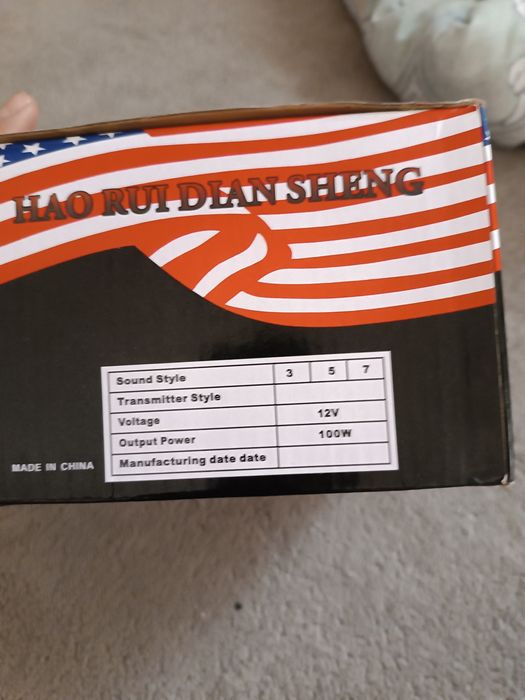 HAO RUI DIAN SHENG
Sound Style 3 5 7
Transmitter Style
Voltage 12V
Output Power 100W
Manufacturing date date
MADE IN CHINA